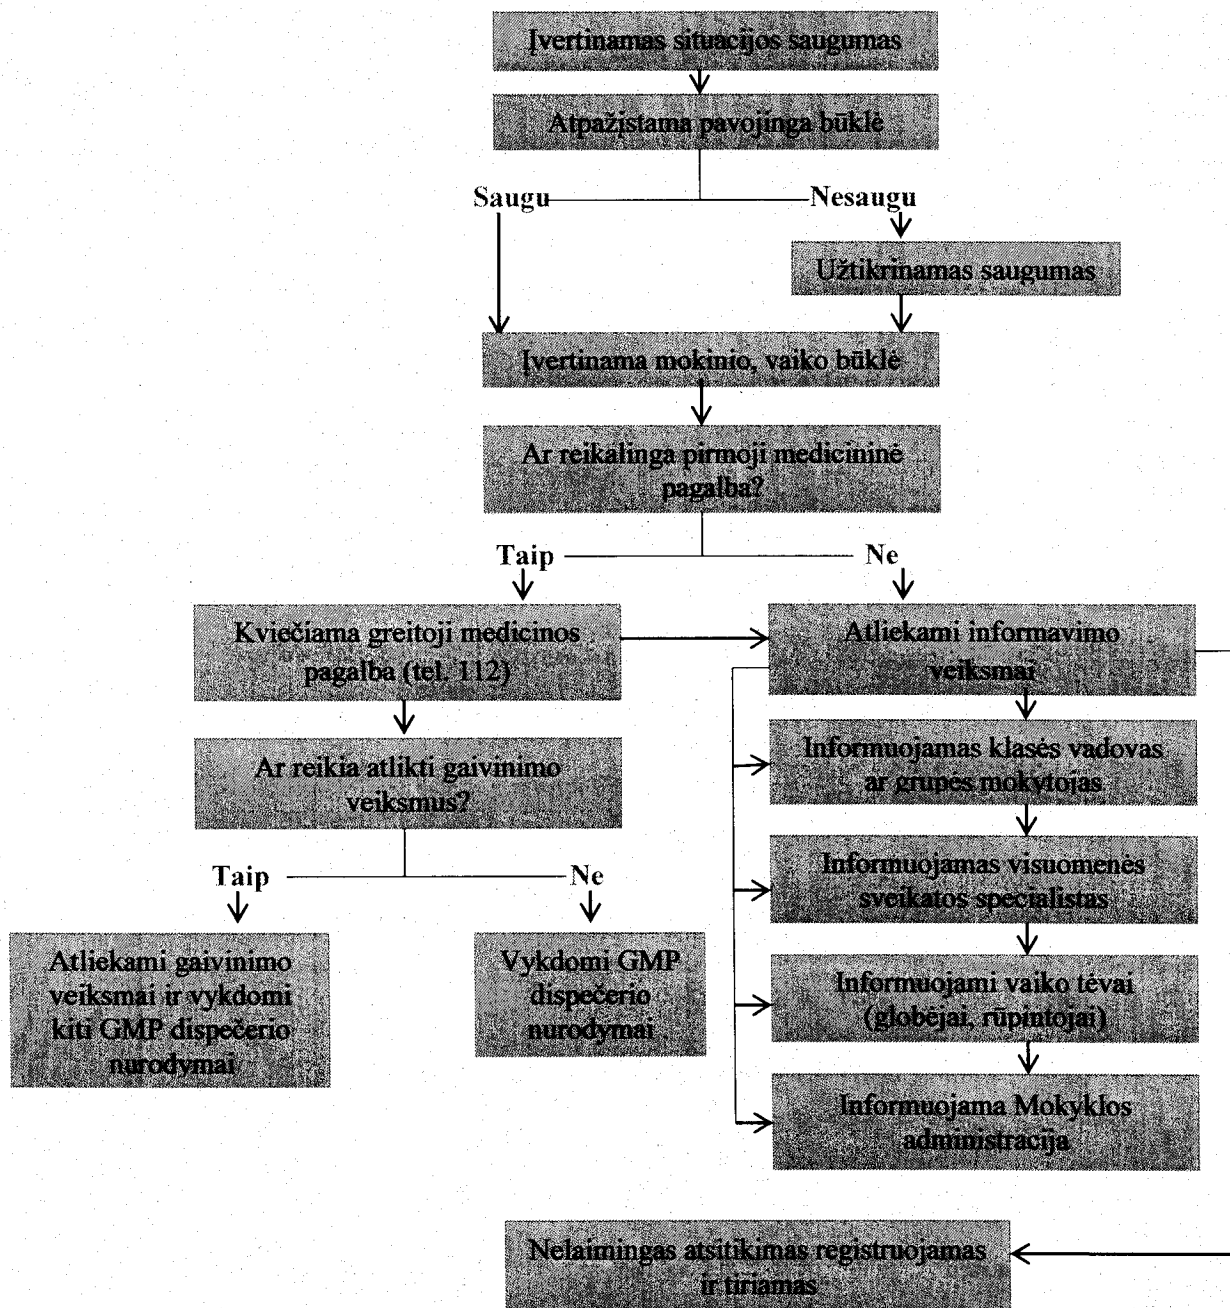 Įvertinamas situacijos saugumas
Atpažįstama pavojinga būklė
Saugu
Nesaugu
Užtikrinamas saugumas
Įvertinama mokinio, vaiko būklė
Ar reikalinga pirmoji medicininė
pagalba?
Taip
Ne
Kviečiama greitoji medicinos
pagalba (tel. 112)
Atliekami informavimo
veiksmai
Ar reikia atlikti gaivinimo
veiksmus?
Informuojamas klasės vadovas
ar grupės mokytojas
Informuojamas visuomenės
sveikatos specialistas
Taip
Ne
Atliekami gaivinimo
veiksmai ir vykdomi
kiti GMP dispečerio
nurodymai
Vykdomi GMP
dispečerio
nurodymai
Informuojami vaiko tėvai
(globėjai, rūpintojai)
Informuojama Mokyklos
administracija
Nelaimingas atsitikimas registruojamas
ir tiriamas